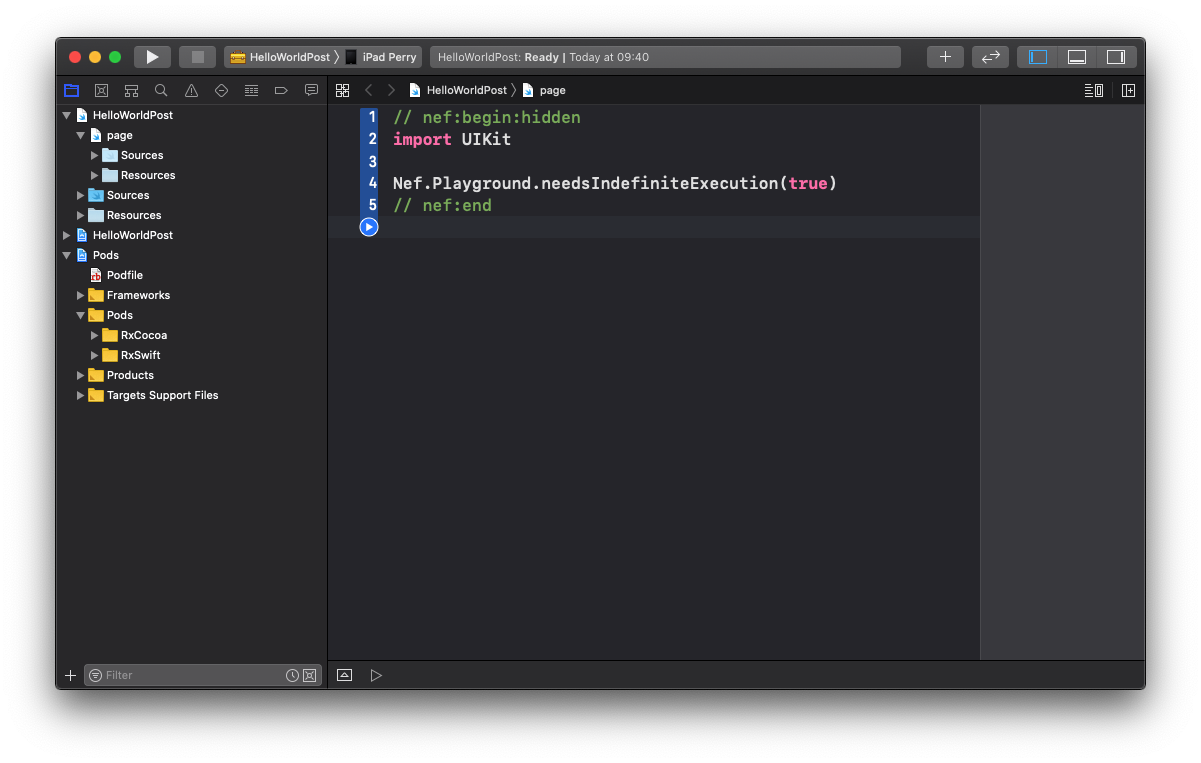 HelloWorldPost 〉 iPad Perry
HelloWorldPost: Ready | Today at 09:40
HelloWorldPost 〉 page
HelloWorldPost
page
Sources
Resources
Sources
Resources
HelloWorldPost
Pods
Podfile
Frameworks
Pods
RxCocoa
RxSwift
Products
Targets Support Files
Filter
1 // nef:begin:hidden
2 import UIKit
3
4 Nef.Playground.needsIndefiniteExecution(true)
5 // nef:end